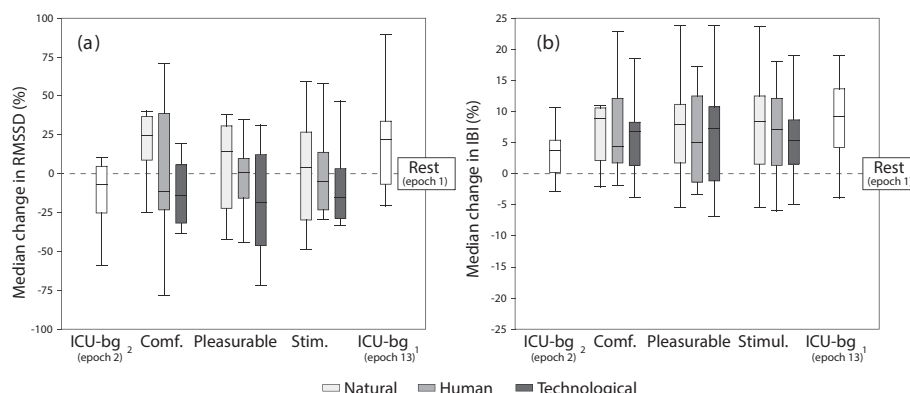 (a)
Median change in RMSSD (%)
100
75
50
25
0
-25
-50
-75
-100
Rest
(epoch 1)
ICU-bg 2 Comf. Pleasurable Stim. ICU-bg 1
(epoch 2) (epoch 13)
(b)
Median change in IBI (%)
25
20
15
10
5
0
-5
-10
-15
-20
-25
Rest
(epoch 1)
ICU-bg 2 Comf. Pleasurable Stimul. ICU-bg 1
(epoch 2) (epoch 13)
Natural Human Technological